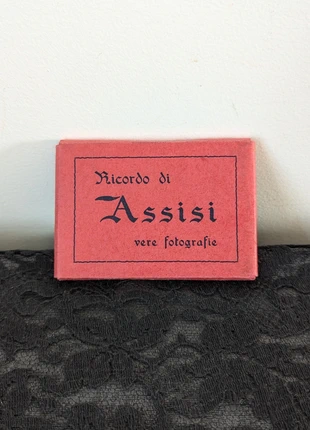 Ricordo di
Assisi
vere fotografie